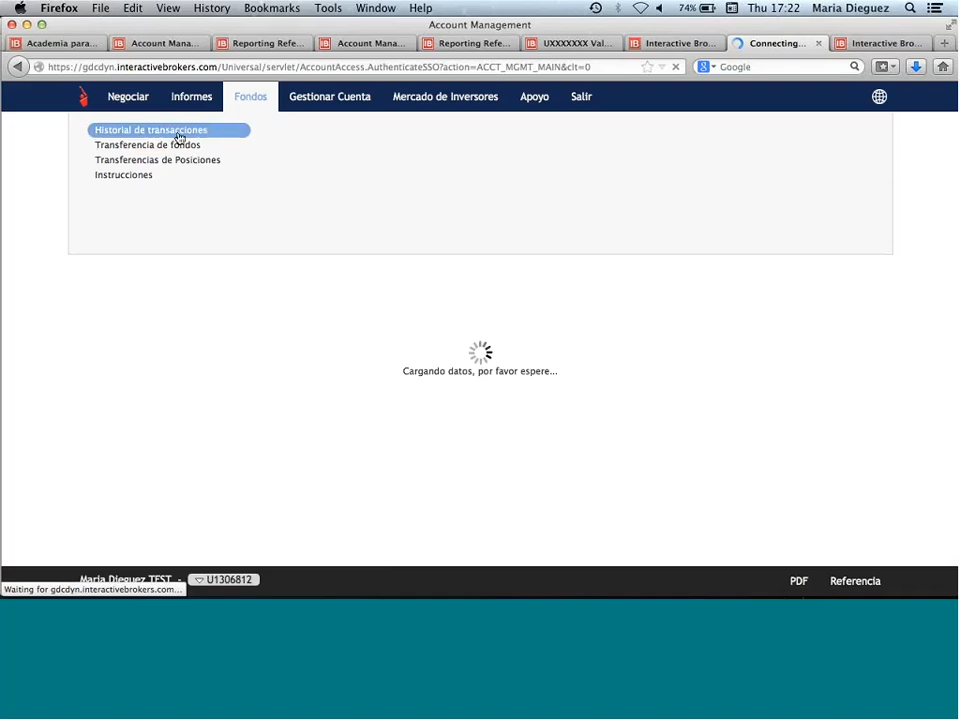 Firefox File Edit View History Bookmarks Tools Window Help 74% Thu 17:22 Maria Dieguez
Account Management
Academia para... Account Mana... Reporting Refe... Account Mana... Reporting Refe... UXXXXXXX Val... Interactive Bro... Connecting... Interactive Bro...
https://gdcdyn.interactivebrokers.com/Universal/servlet/AccountAccess.AuthenticateSSO?action=ACCT_MGMT_MAIN&clt=0 Google
Negociar Informes Fondos Gestionar Cuenta Mercado de Inversores Apoyo Salir
Historial de transacciones
Transferencia de fondos
Transferencias de Posiciones
Instrucciones
Cargando datos, por favor espere...
Maria Dieguez TEST - U1306812 PDF Referencia
Waiting for gdcdyn.interactivebrokers.com...